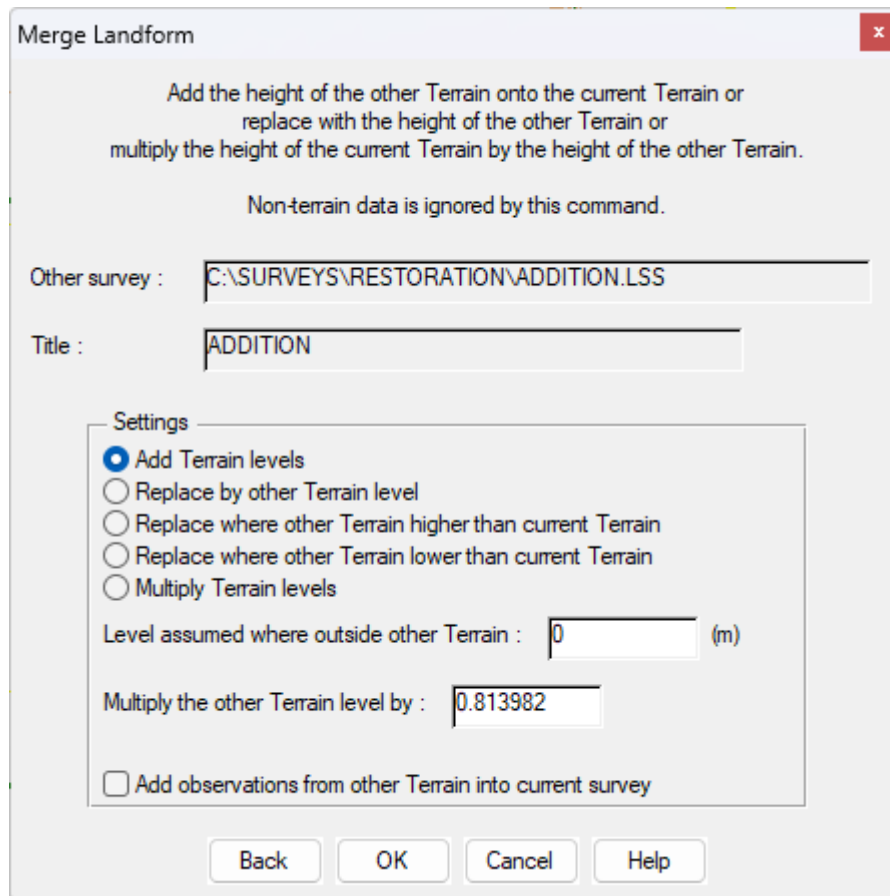 Merge Landform
x
Add the height of the other Terrain onto the current Terrain or
replace with the height of the other Terrain or
multiply the height of the current Terrain by the height of the other Terrain.
Non-terrain data is ignored by this command.
Other survey : C:\SURVEYS\RESTORATION\ADDITION.LSS
Title : ADDITION
Settings
Add Terrain levels
Replace by other Terrain level
Replace where other Terrain higher than current Terrain
Replace where other Terrain lower than current Terrain
Multiply Terrain levels
Level assumed where outside other Terrain : 0 (m)
Multiply the other Terrain level by : 0.813982
Add observations from other Terrain into current survey
Back OK Cancel Help